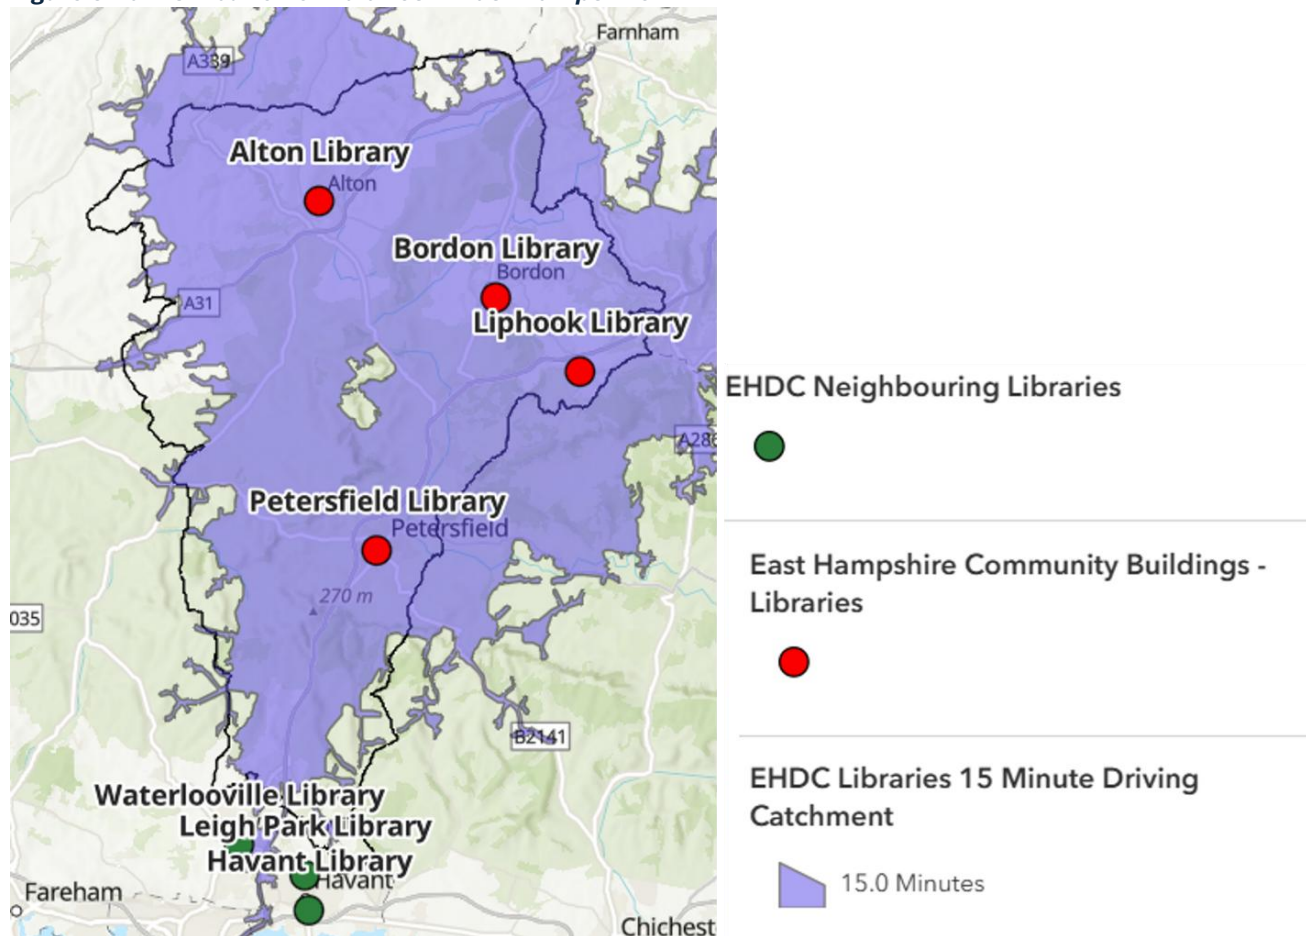 Farnham
A339
Alton Library
Alton
Bordon Library
Bordon
A31
Liphook Library
EHDC Neighbouring Libraries
A286
Petersfield Library
Petersfield
East Hampshire Community Buildings -
Libraries
270 m
035
B2141
EHDC Libraries 15 Minute Driving
Catchment
Waterlooville Library
Leigh Park Library
Havant Library
Havant
15.0 Minutes
Fareham
Chichest